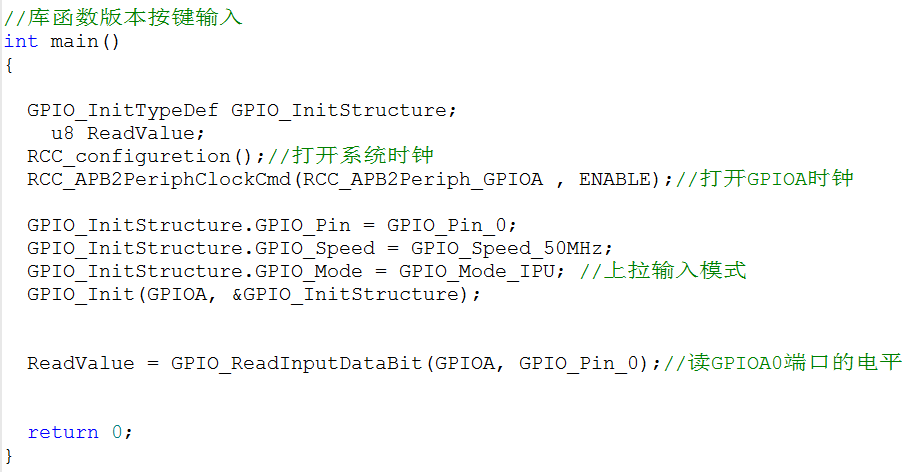 //库函数版本按键输入
int main()
{
GPIO_InitTypeDef GPIO_InitStructure;
u8 ReadValue;
RCC_configuretion();//打开系统时钟
RCC_APB2PeriphClockCmd(RCC_APB2Periph_GPIOA , ENABLE);//打开GPIOA时钟
GPIO_InitStructure.GPIO_Pin = GPIO_Pin_0;
GPIO_InitStructure.GPIO_Speed = GPIO_Speed_50MHz;
GPIO_InitStructure.GPIO_Mode = GPIO_Mode_IPU; //上拉输入模式
GPIO_Init(GPIOA, &GPIO_InitStructure);
ReadValue = GPIO_ReadInputDataBit(GPIOA, GPIO_Pin_0);//读GPIOA0端口的电平
return 0;
}